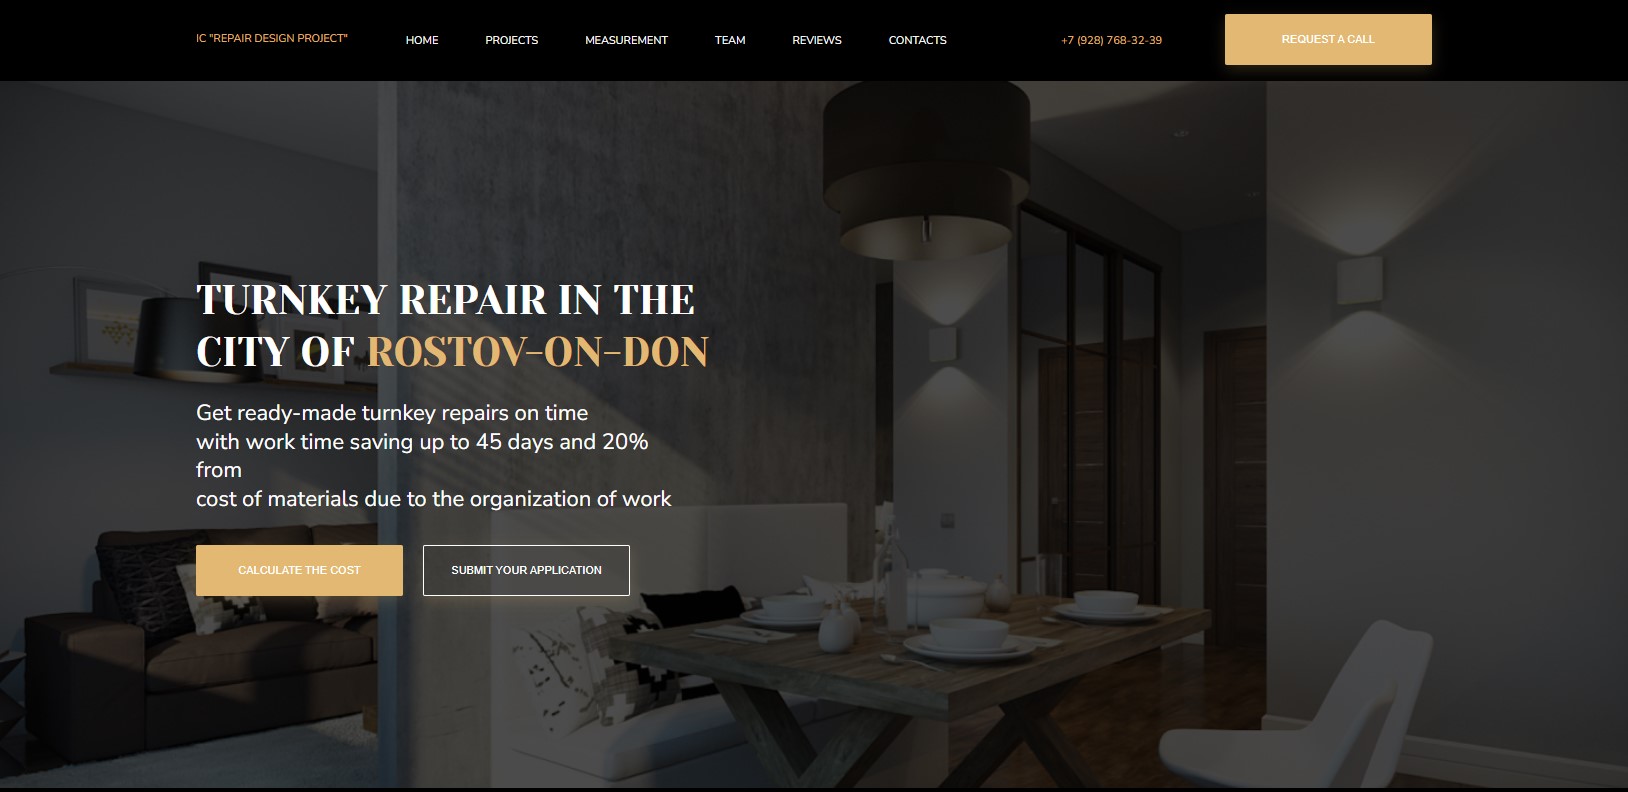 IC "REPAIR DESIGN PROJECT"
HOME
PROJECTS
MEASUREMENT
TEAM
REVIEWS
CONTACTS
+7 (928) 768-32-39
REQUEST A CALL
TURNKEY REPAIR IN THE
CITY OF ROSTOV-ON-DON
Get ready-made turnkey repairs on time
with work time saving up to 45 days and 20%
from
cost of materials due to the organization of work
CALCULATE THE COST
SUBMIT YOUR APPLICATION